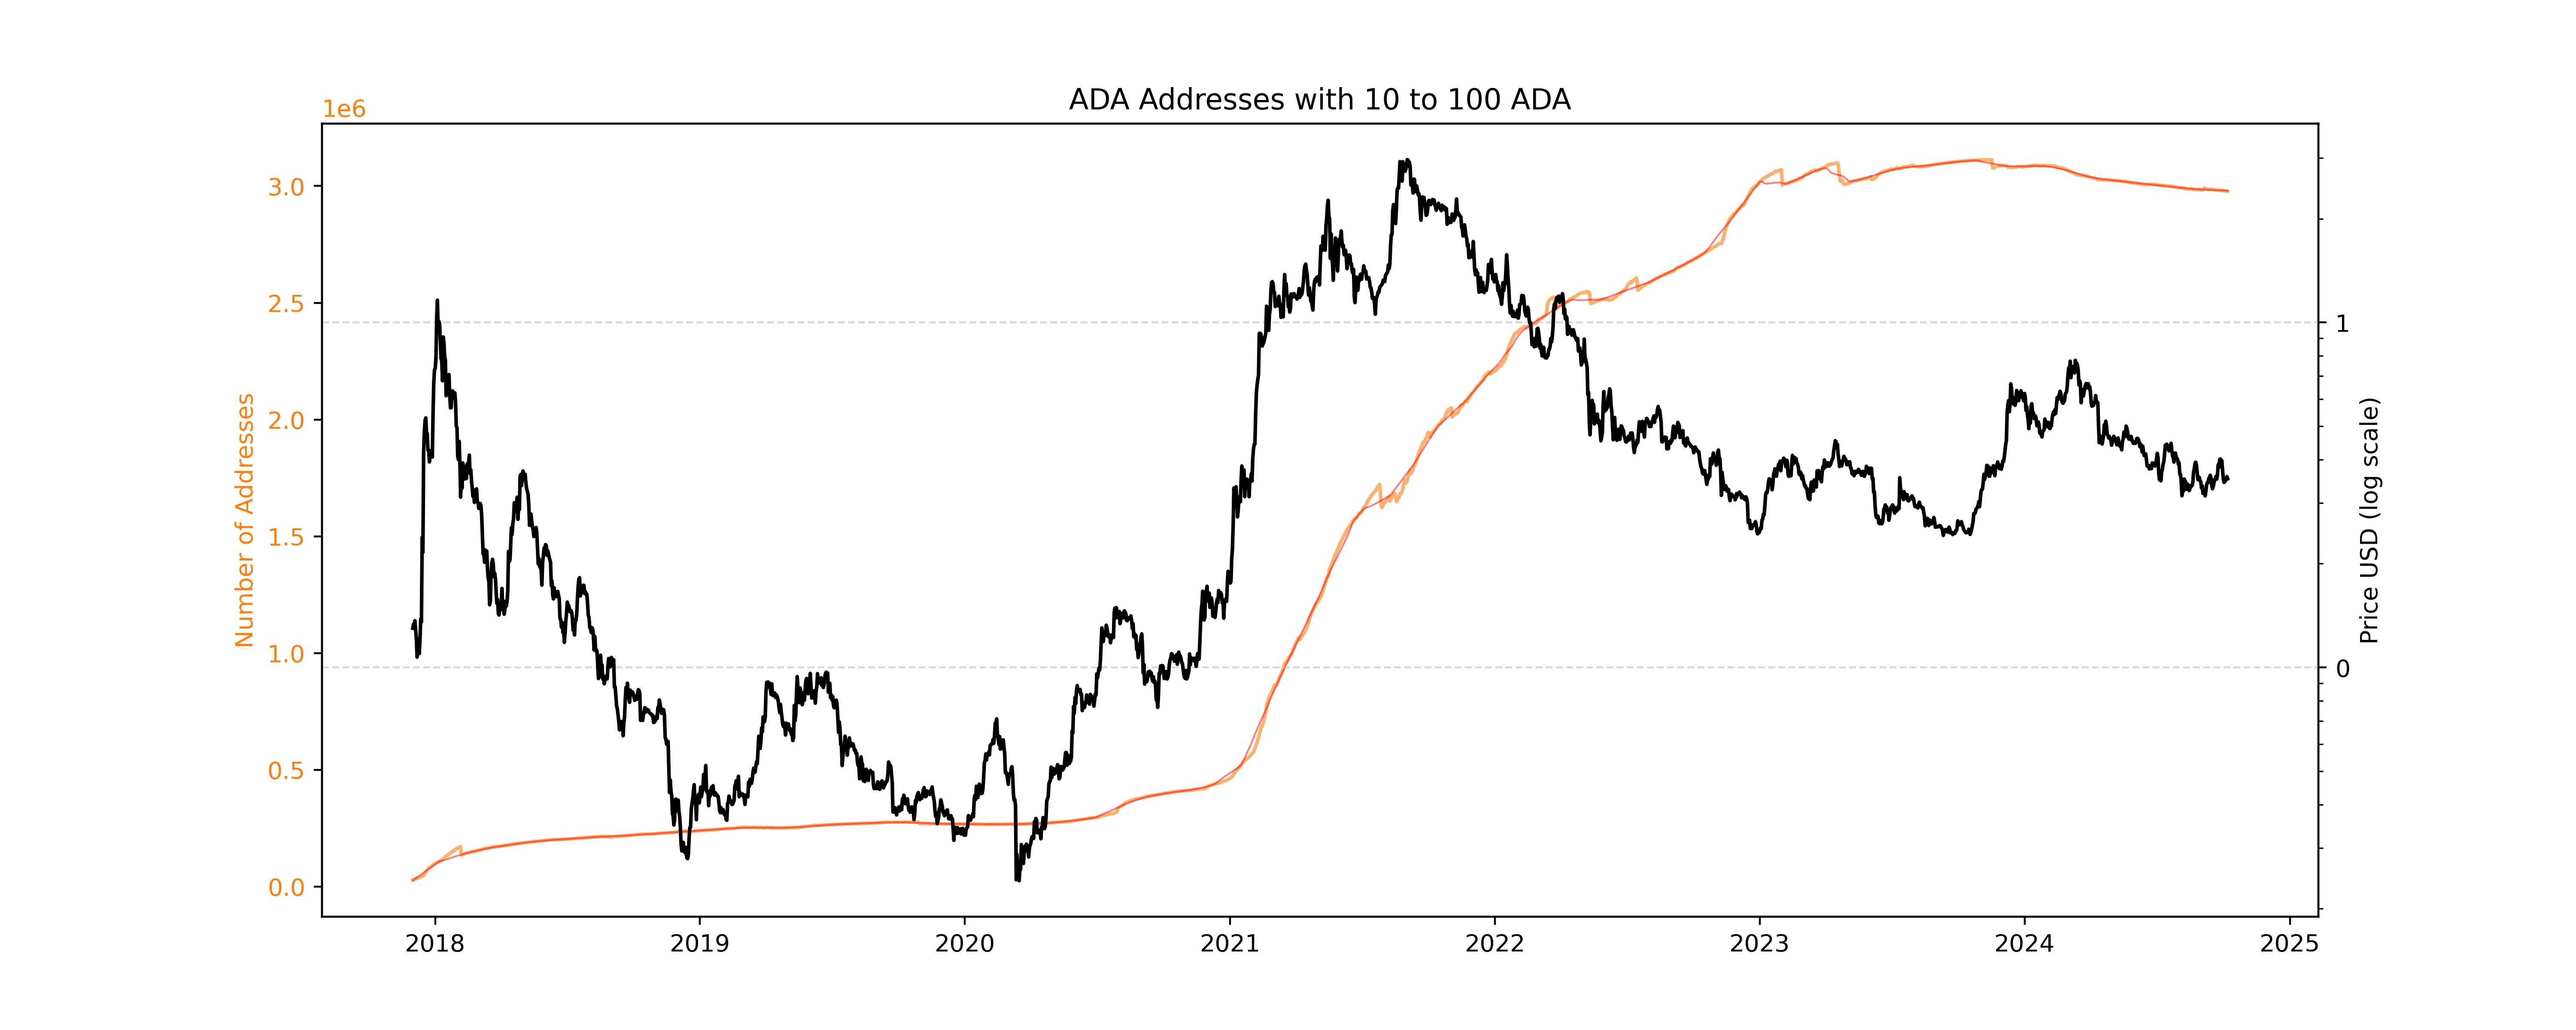 ADA Addresses with 10 to 100 ADA
1e6
3.0
2.5
2.0
1.5
1.0
0.5
0.0
Number of Addresses
1
0
Price USD (log scale)
2018 2019 2020 2021 2022 2023 2024 2025